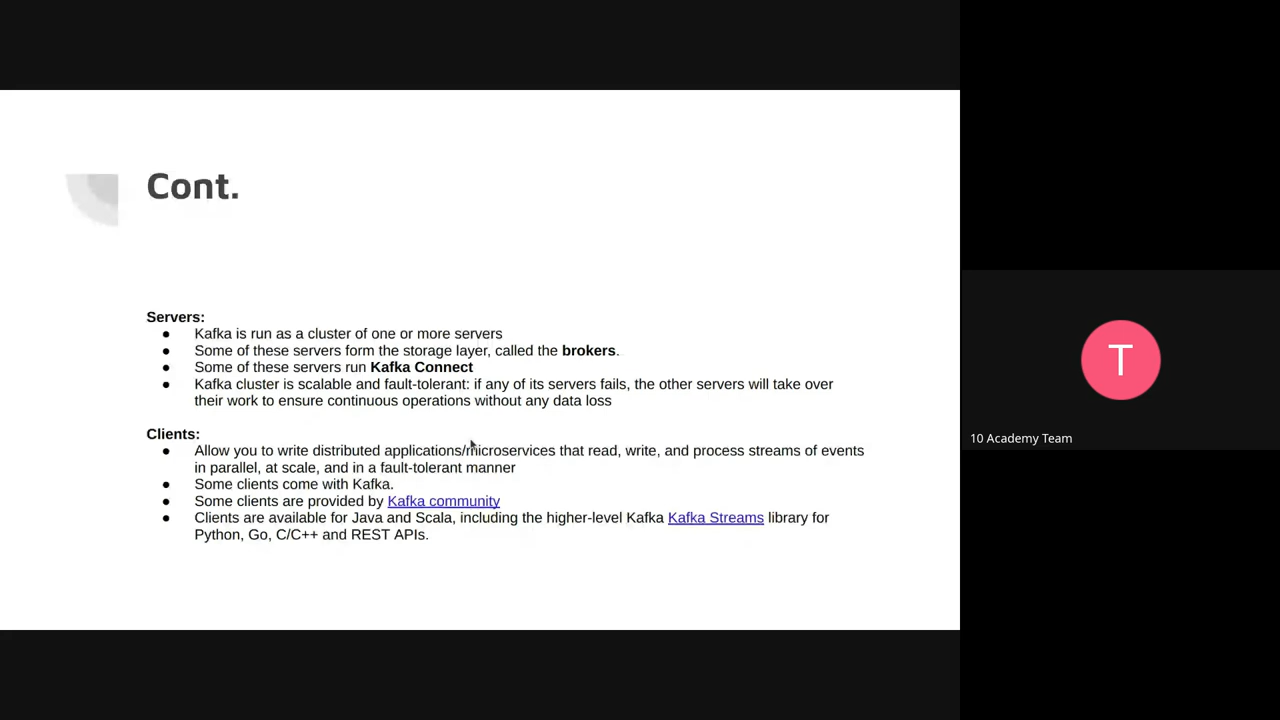 Cont.
Servers:
● Kafka is run as a cluster of one or more servers
● Some of these servers form the storage layer, called the brokers.
● Some of these servers run Kafka Connect
● Kafka cluster is scalable and fault-tolerant: if any of its servers fails, the other servers will take over
their work to ensure continuous operations without any data loss
Clients:
● Allow you to write distributed applications/microservices that read, write, and process streams of events
in parallel, at scale, and in a fault-tolerant manner
● Some clients come with Kafka.
● Some clients are provided by Kafka community
● Clients are available for Java and Scala, including the higher-level Kafka Kafka Streams library for
Python, Go, C/C++ and REST APIs.
T
10 Academy Team